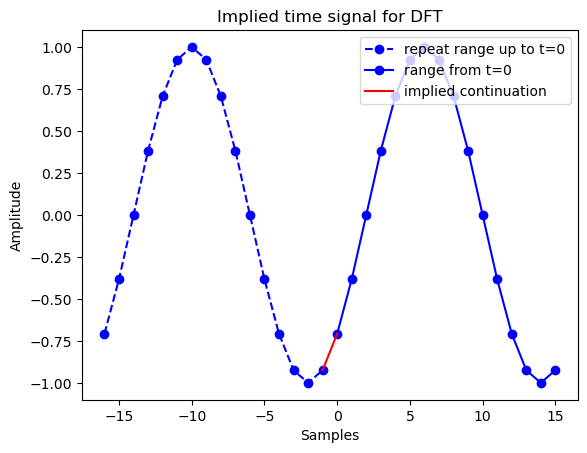 Implied time signal for DFT
repeat range up to t=0
range from t=0
implied continuation
1.00
0.75
0.50
0.25
0.00
−0.25
−0.50
−0.75
−1.00
Amplitude
−15
−10
−5
0
5
10
15
Samples